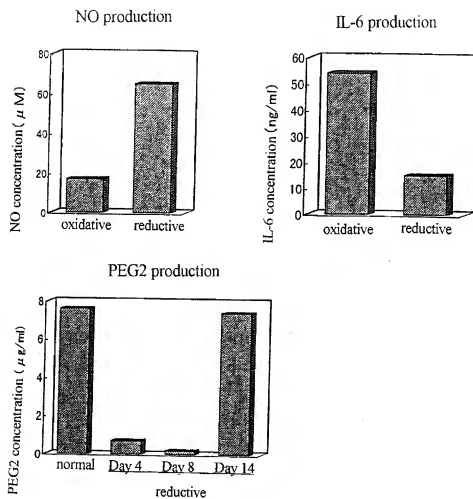 NO production
NO concentration (μM)
80
60
40
20
0
oxidative reductive
IL-6 production
IL-6 concentration (ng/ml)
60
50
40
30
20
10
0
oxidative reductive
PEG2 production
PEG2 concentration (μg/ml)
8
6
4
2
0
normal Day 4 Day 8 Day 14
reductive